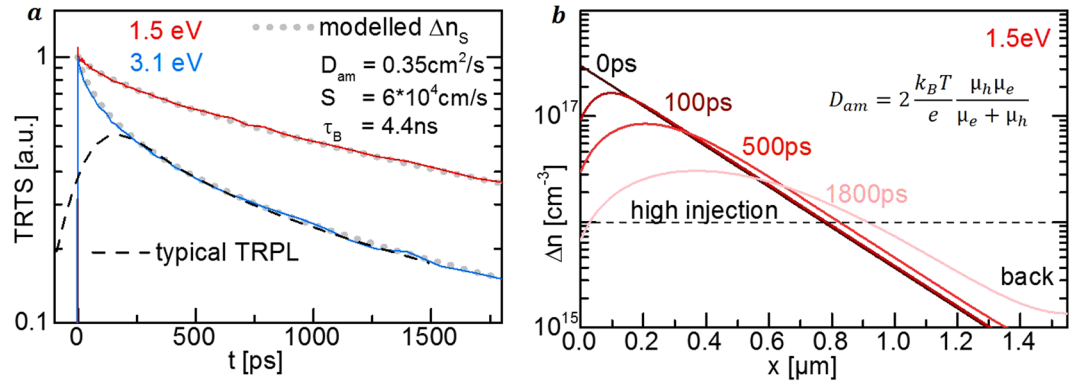 a
1.5 eV
3.1 eV
modelled Δn_S
D_am = 0.35cm²/s
S = 6*10⁴cm/s
τ_B = 4.4ns
typical TRPL
TRTS [a.u.]
1
0.1
0 500 1000 1500
t [ps]
b
1.5eV
0ps
100ps
500ps
1800ps
D_am = 2 k_BT/e μ_hμ_e/μ_e + μ_h
high injection
back
Δn [cm⁻³]
10¹⁷
10¹⁵
0.0 0.2 0.4 0.6 0.8 1.0 1.2 1.4
x [µm]